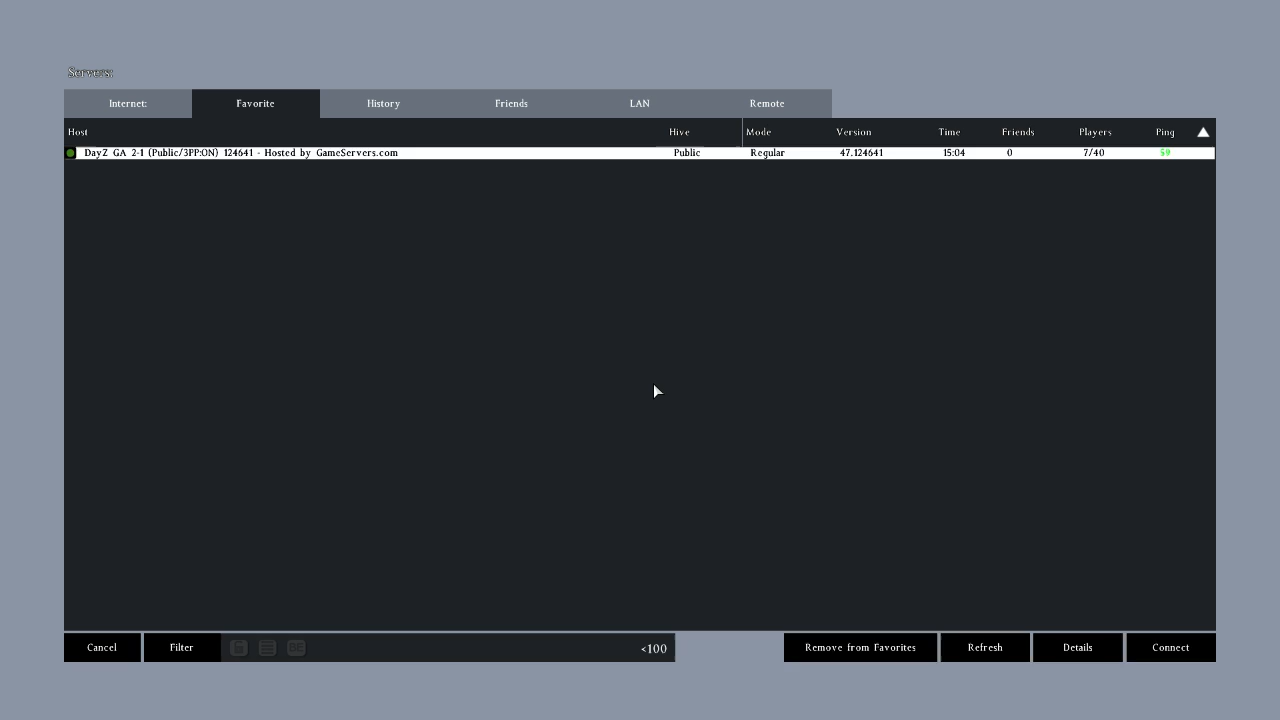 Servers:
Internet: Favorite History Friends LAN Remote
Host Hive Mode Version Time Friends Players Ping
DayZ GA 2-1 (Public/3PP:ON) 124641 - Hosted by GameServers.com Public Regular 47.124641 15:04 0 7/40 59
Cancel Filter <100 Remove from Favorites Refresh Details Connect